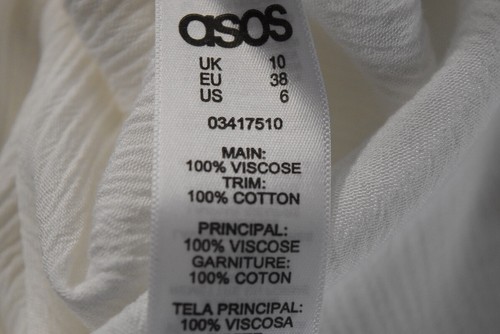 asos
UK 10
EU 38
US 6
03417510
MAIN:
100% VISCOSE
TRIM:
100% COTTON
PRINCIPAL:
100% VISCOSE
GARNITURE:
100% COTON
TELA PRINCIPAL:
100% VISCOSA